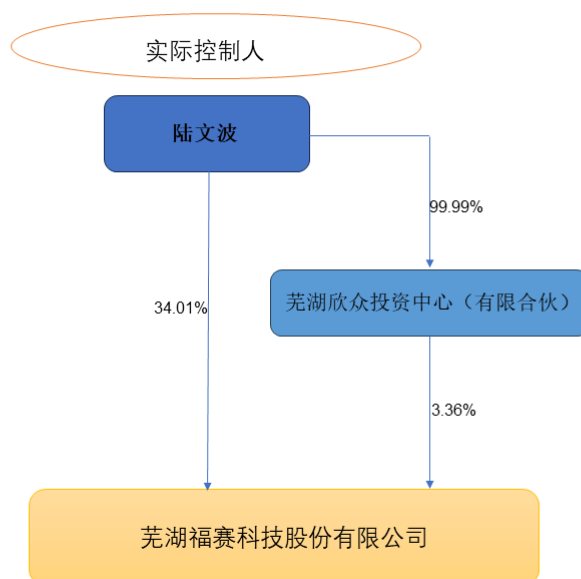 实际控制人
陆文波
99.99%
芜湖欣众投资中心（有限合伙）
34.01%
3.36%
芜湖福赛科技股份有限公司